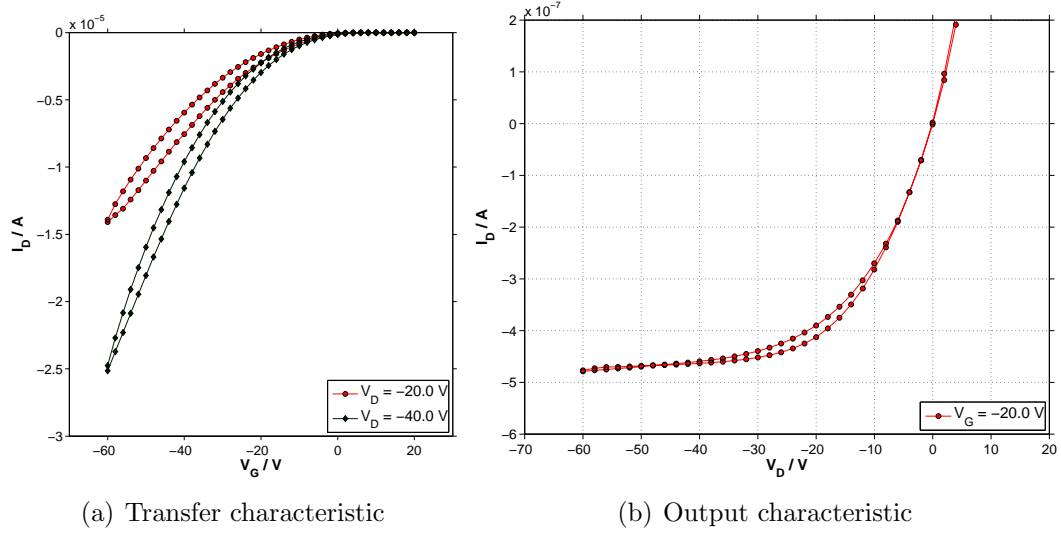 x 10⁻⁵
0
−0.5
−1
−1.5
−2
−2.5
−3
I_D / A
−60 −40 −20 0 20
V_G / V
V_D = −20.0 V
V_D = −40.0 V
(a) Transfer characteristic
x 10⁻⁷
2
1
0
−1
−2
−3
−4
−5
−6
I_D / A
−70 −60 −50 −40 −30 −20 −10 0 10 20
V_D / V
V_G = −20.0 V
(b) Output characteristic